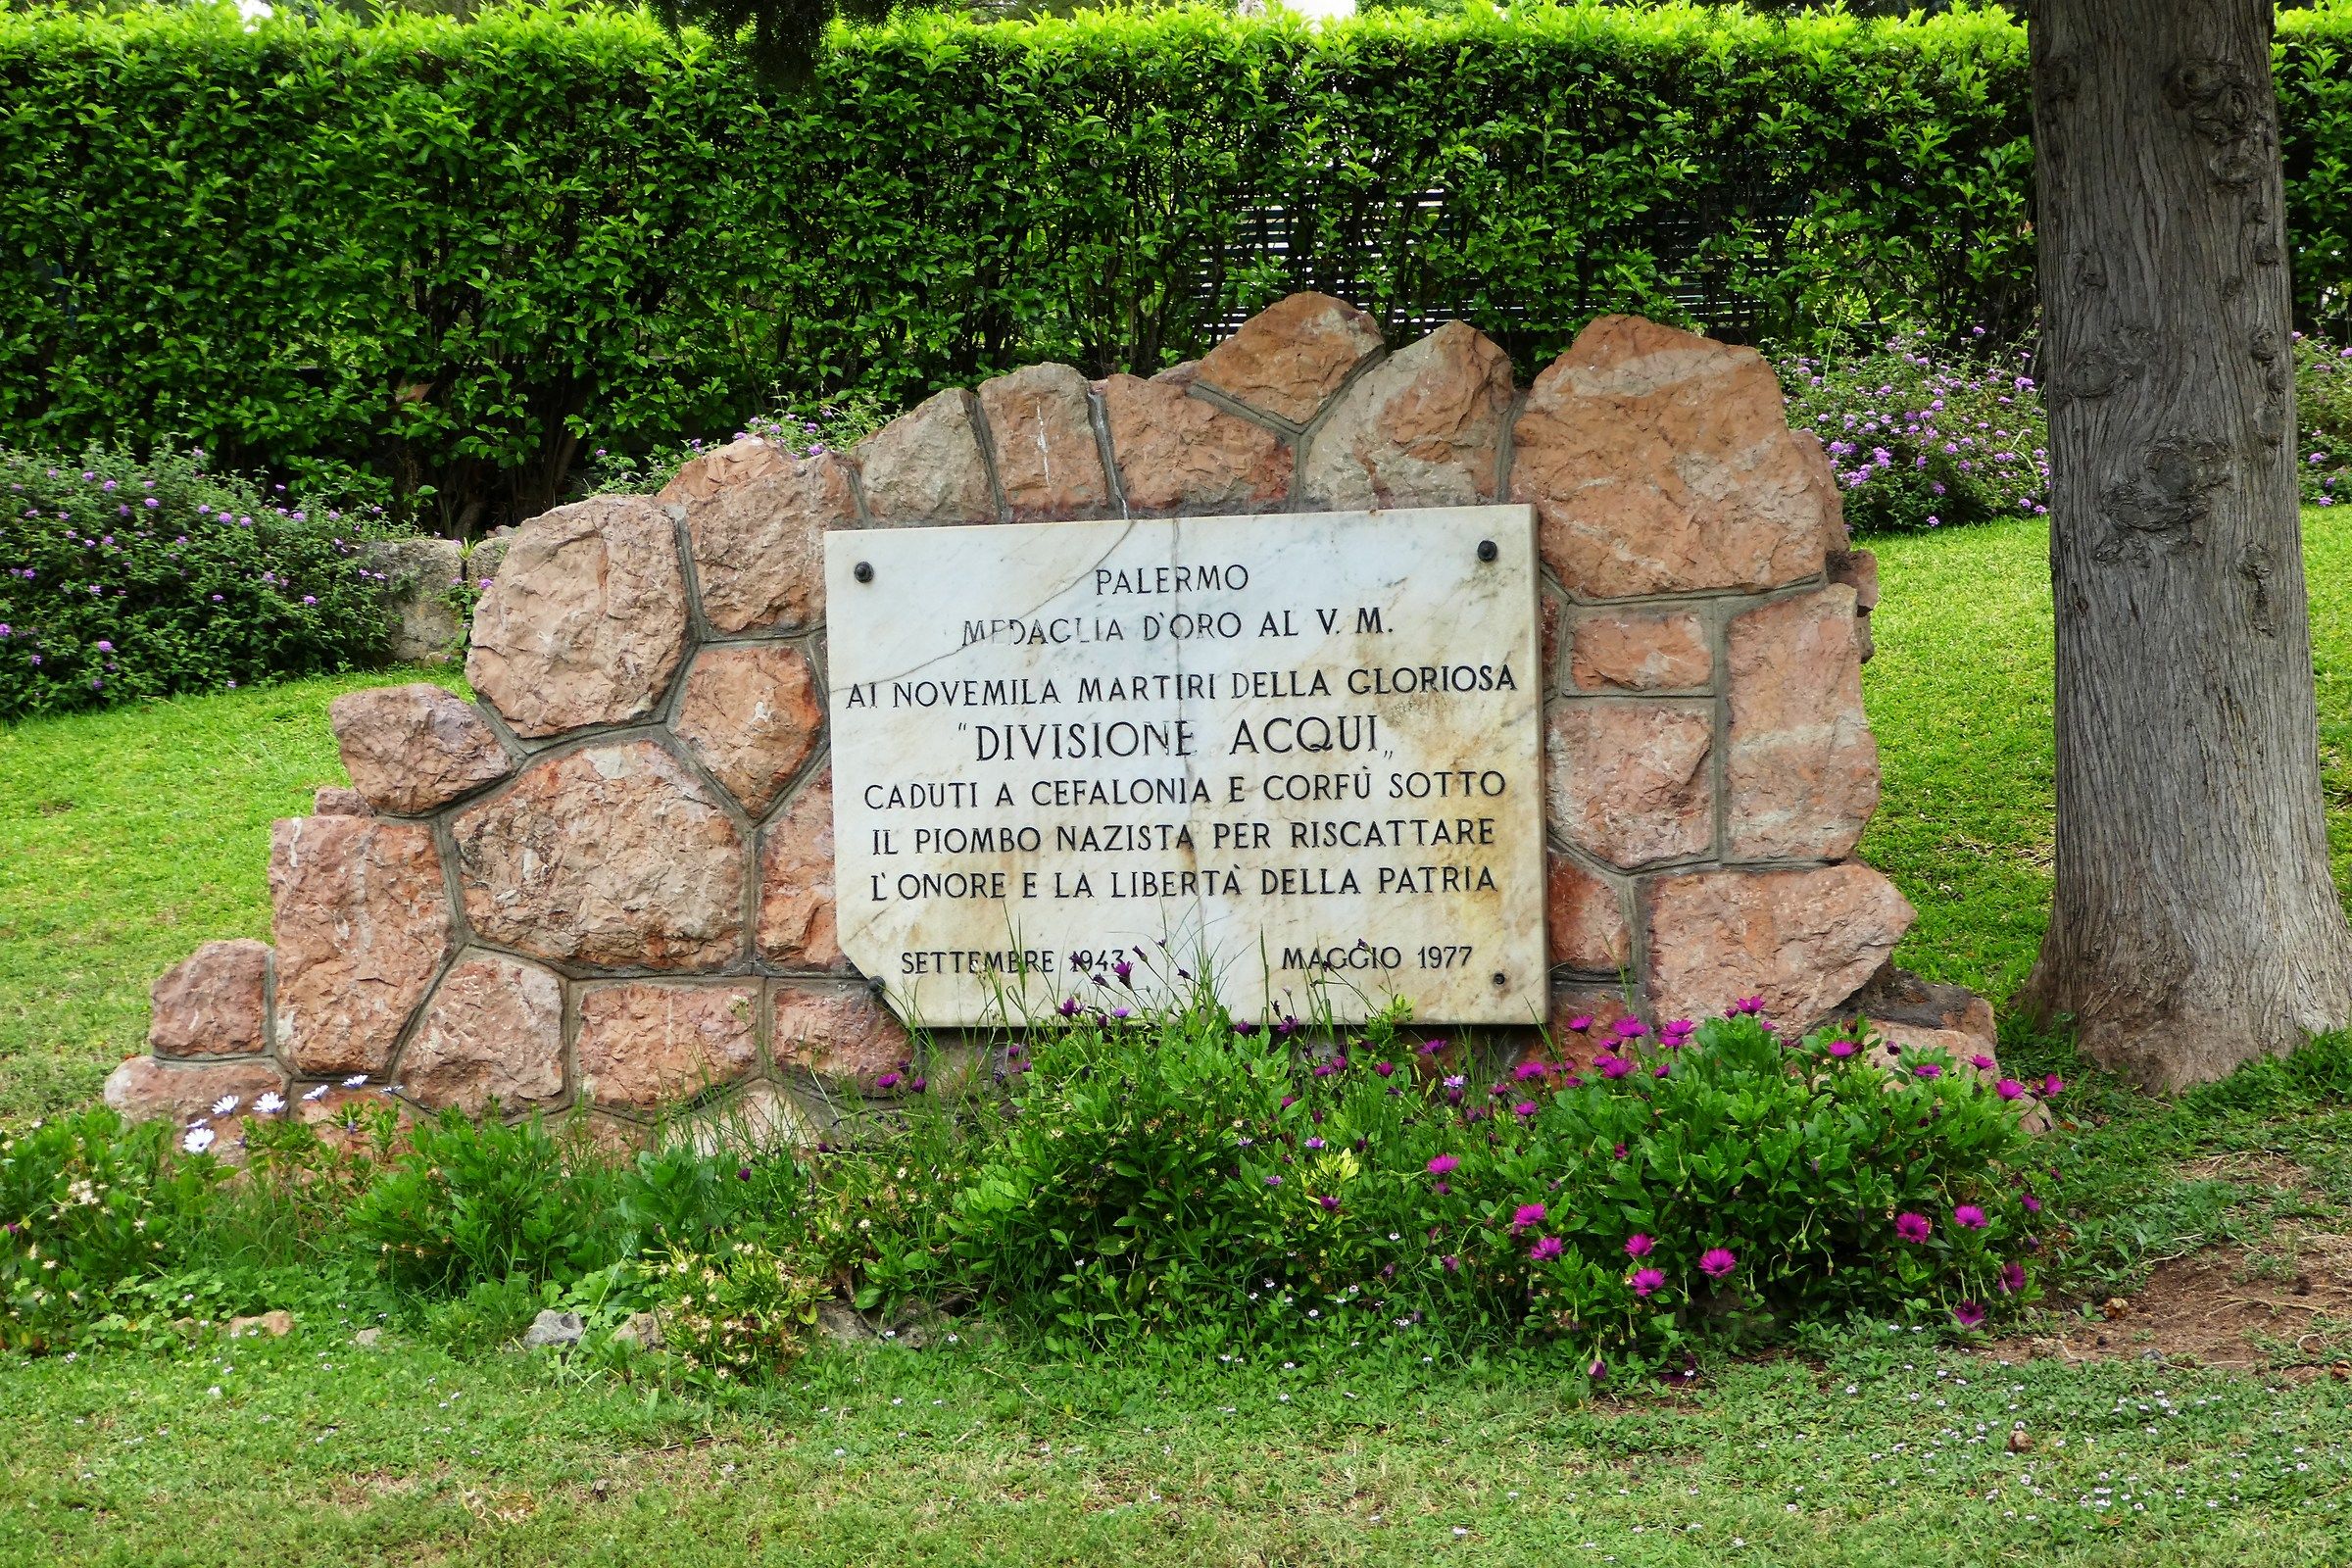 PALERMO
MEDAGLIA D'ORO AL V. M.
AI NOVEMILA MARTIRI DELLA GLORIOSA
"DIVISIONE ACQUI„
CADUTI A CEFALONIA E CORFÙ SOTTO
IL PIOMBO NAZISTA PER RISCATTARE
L'ONORE E LA LIBERTÀ DELLA PATRIA
SETTEMBRE 1943 MAGGIO 1977